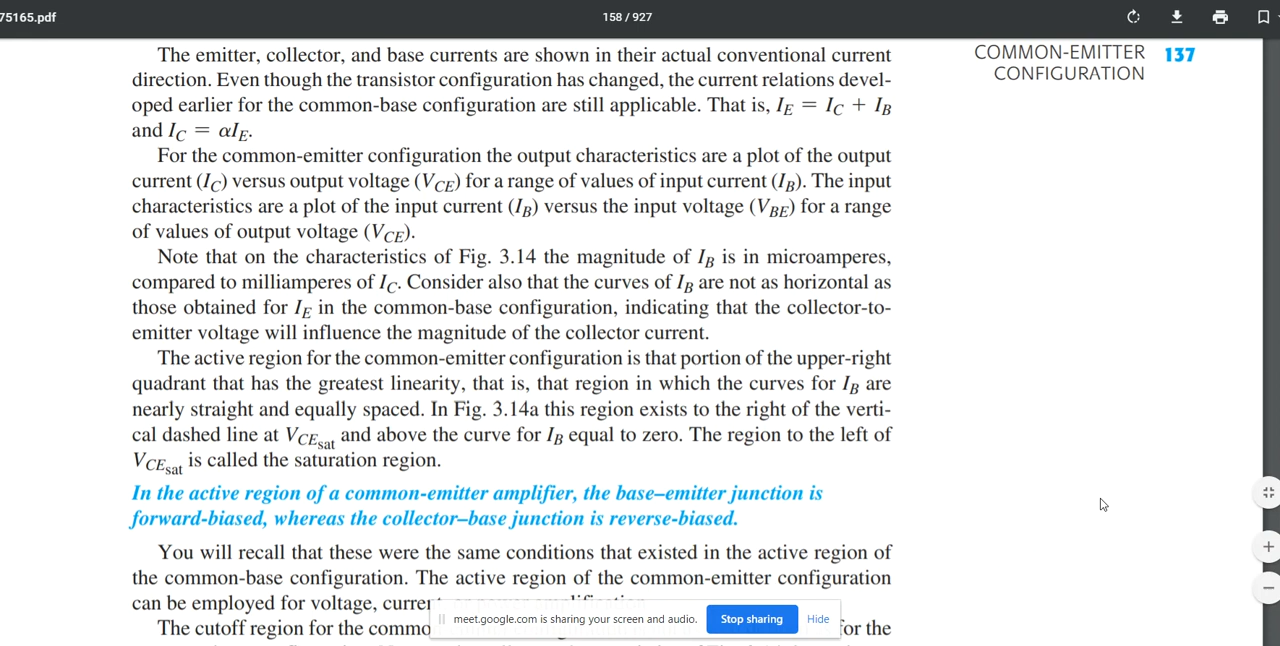 75165.pdf
158 / 927
COMMON-EMITTER 137
CONFIGURATION
The emitter, collector, and base currents are shown in their actual conventional current
direction. Even though the transistor configuration has changed, the current relations devel-
oped earlier for the common-base configuration are still applicable. That is, I_E = I_C + I_B
and I_C = αI_E.
For the common-emitter configuration the output characteristics are a plot of the output
current (I_C) versus output voltage (V_CE) for a range of values of input current (I_B). The input
characteristics are a plot of the input current (I_B) versus the input voltage (V_BE) for a range
of values of output voltage (V_CE).
Note that on the characteristics of Fig. 3.14 the magnitude of I_B is in microamperes,
compared to milliamperes of I_C. Consider also that the curves of I_B are not as horizontal as
those obtained for I_E in the common-base configuration, indicating that the collector-to-
emitter voltage will influence the magnitude of the collector current.
The active region for the common-emitter configuration is that portion of the upper-right
quadrant that has the greatest linearity, that is, that region in which the curves for I_B are
nearly straight and equally spaced. In Fig. 3.14a this region exists to the right of the verti-
cal dashed line at V_CEsat and above the curve for I_B equal to zero. The region to the left of
V_CEsat is called the saturation region.
In the active region of a common-emitter amplifier, the base–emitter junction is
forward-biased, whereas the collector–base junction is reverse-biased.
You will recall that these were the same conditions that existed in the active region of
the common-base configuration. The active region of the common-emitter configuration
can be employed for voltage,
The cutoff region for the for the
meet.google.com is sharing your screen and audio. Stop sharing Hide